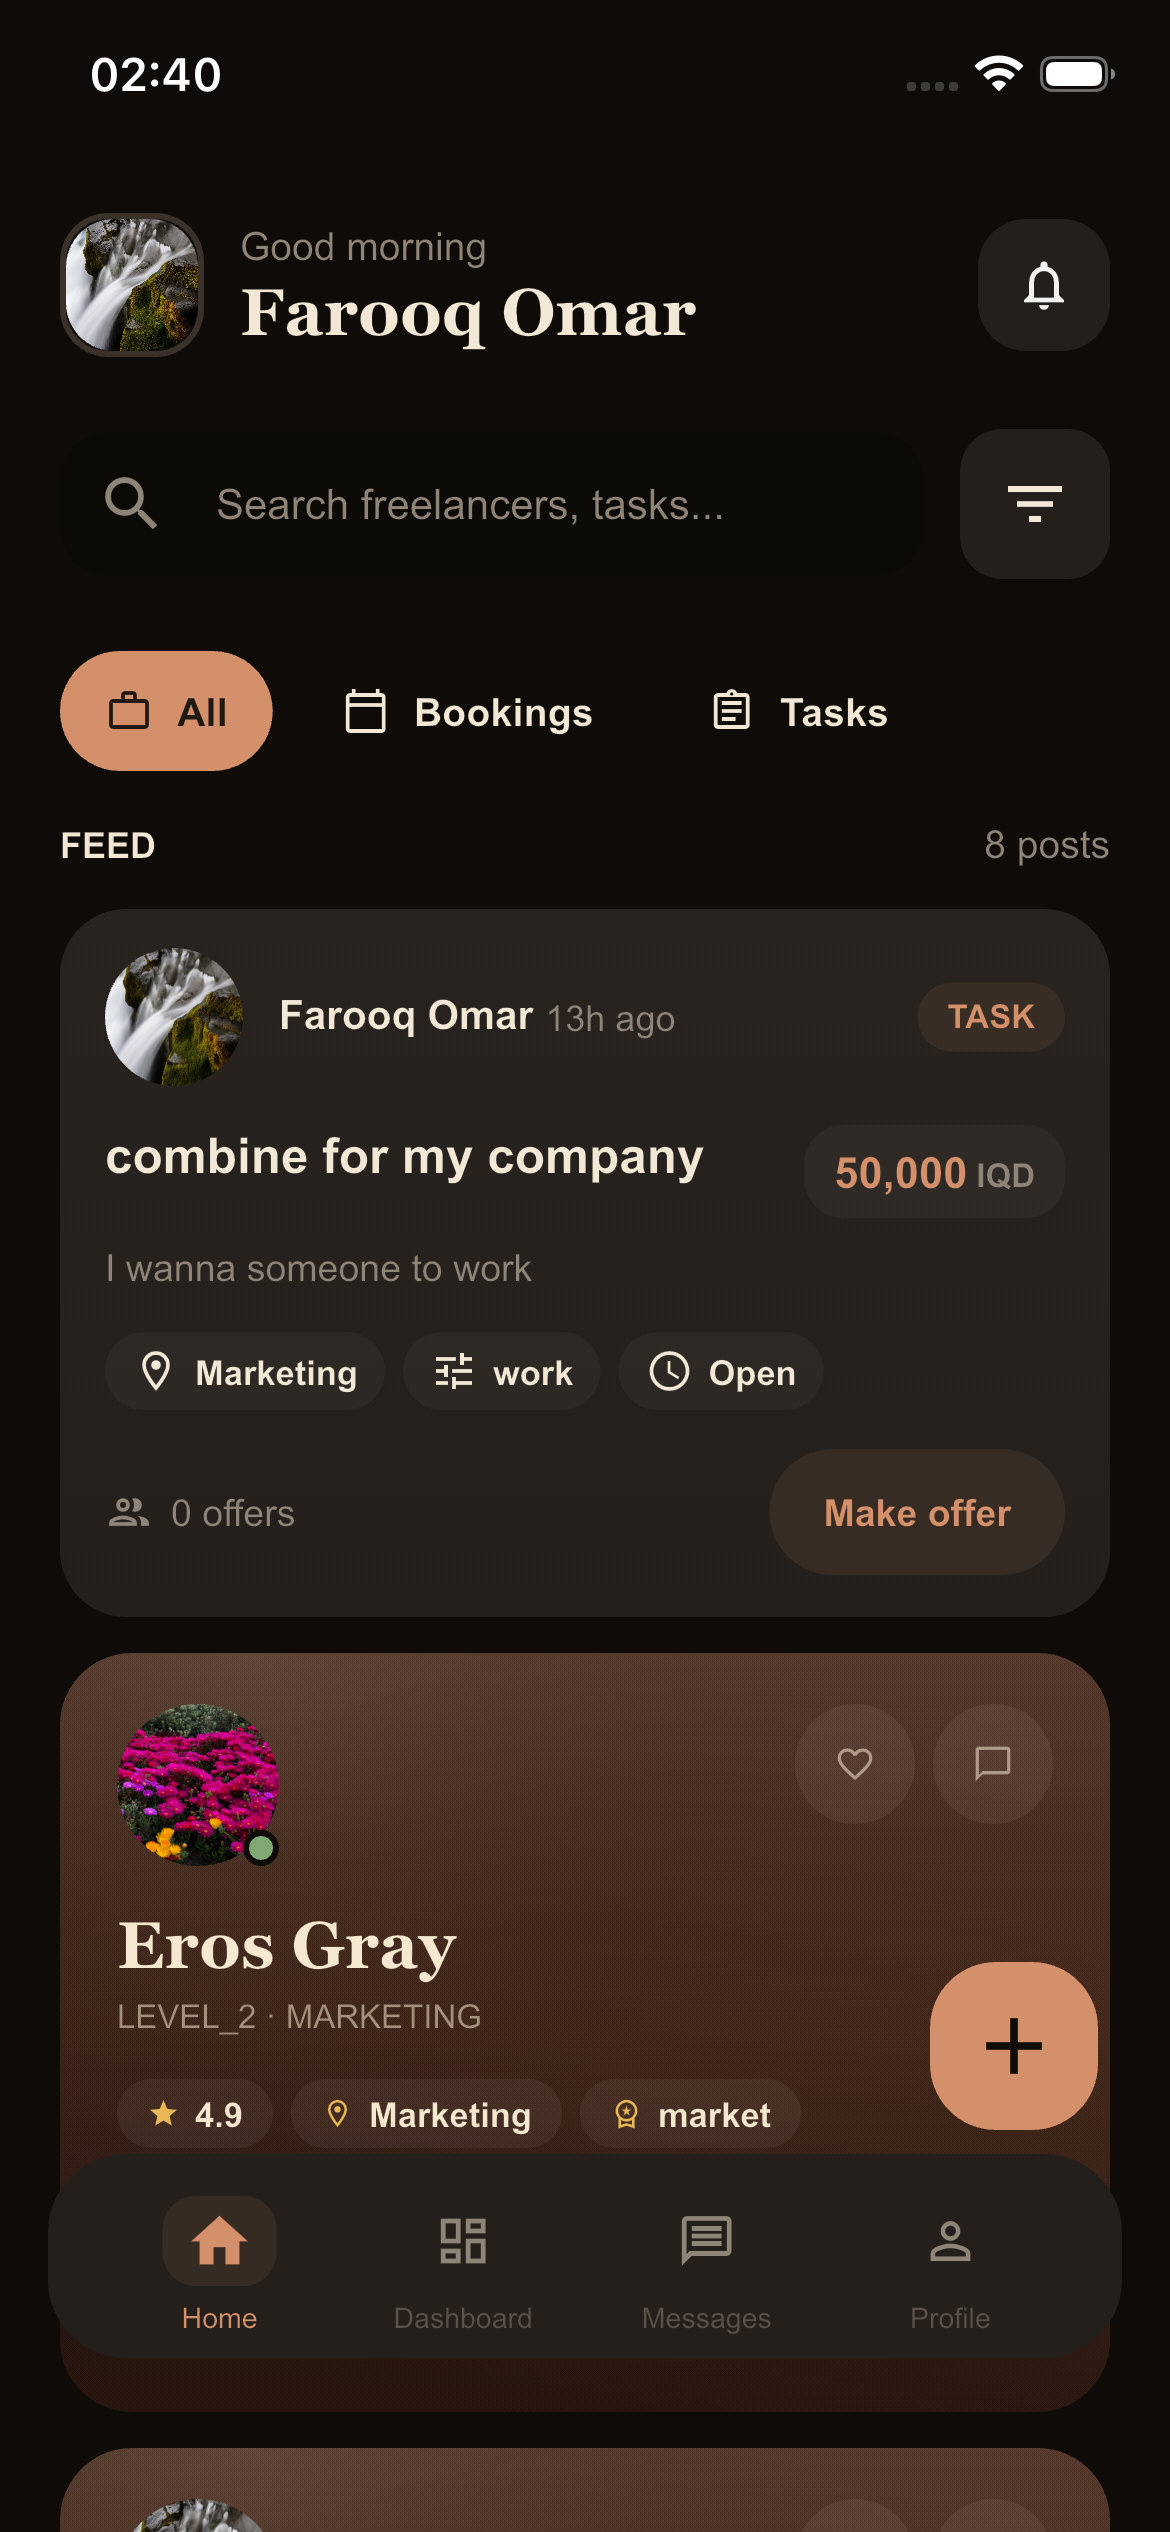 02:40
Good morning
Farooq Omar
Search freelancers, tasks...
All
Bookings
Tasks
FEED
8 posts
Farooq Omar 13h ago
TASK
combine for my company
50,000 IQD
I wanna someone to work
Marketing
work
Open
0 offers
Make offer
Eros Gray
LEVEL_2 · MARKETING
4.9
Marketing
market
Home
Dashboard
Messages
Profile